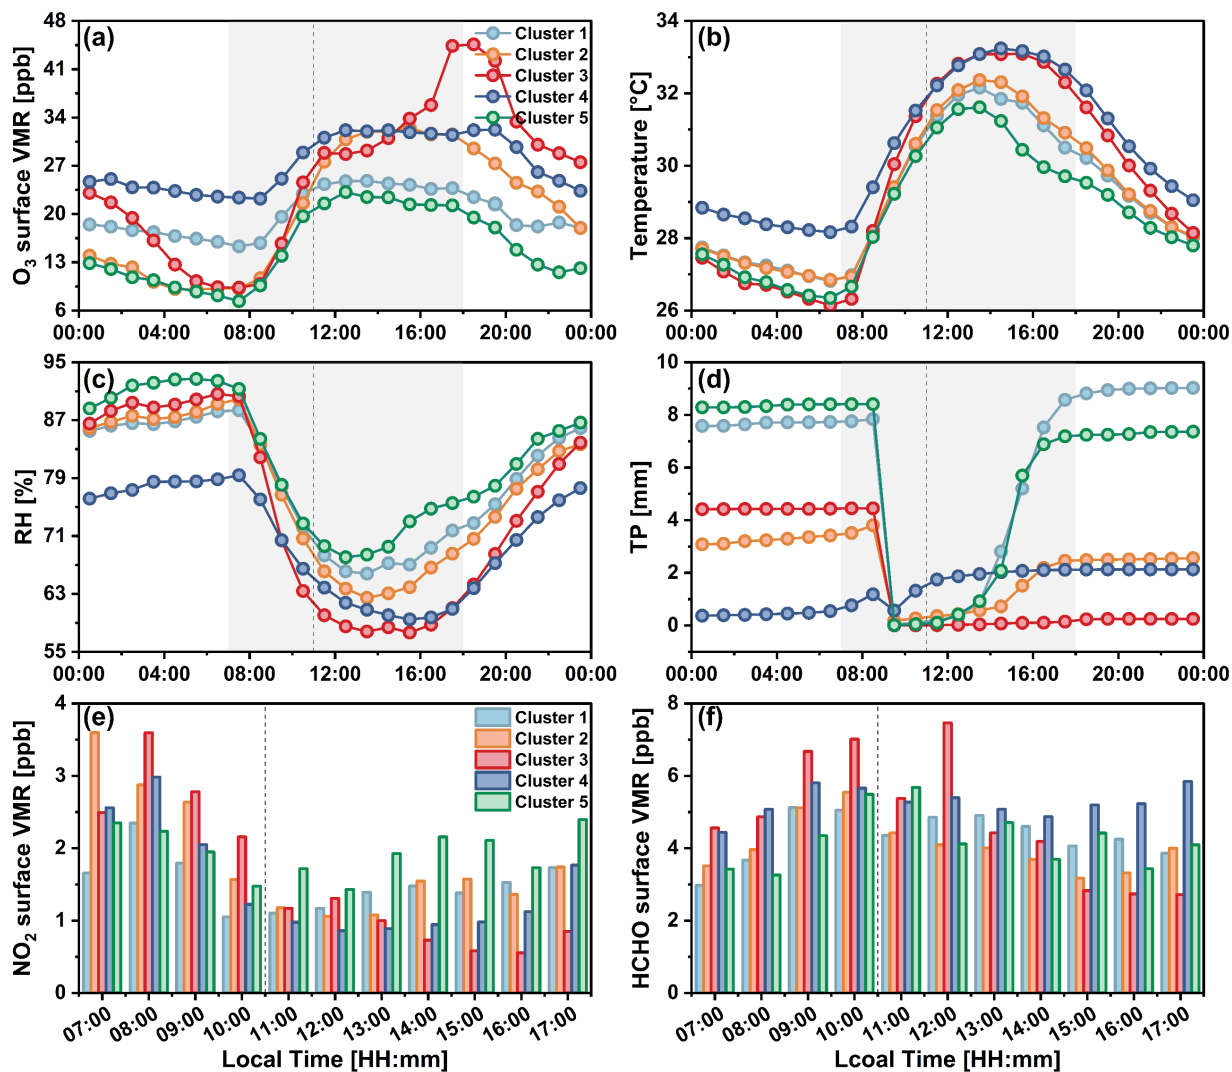 (a)
O3 surface VMR [ppb]
48
41
34
27
20
13
6
Cluster 1
Cluster 2
Cluster 3
Cluster 4
Cluster 5
00:00 04:00 08:00 12:00 16:00 20:00 00:00
(b)
Temperature [°C]
34
32
30
28
26
00:00 04:00 08:00 12:00 16:00 20:00 00:00
(c)
RH [%]
95
87
79
71
63
55
00:00 04:00 08:00 12:00 16:00 20:00 00:00
(d)
TP [mm]
10
8
6
4
2
0
00:00 04:00 08:00 12:00 16:00 20:00 00:00
(e)
NO2 surface VMR [ppb]
4
3
2
1
0
Cluster 1
Cluster 2
Cluster 3
Cluster 4
Cluster 5
07:00 08:00 09:00 10:00 11:00 12:00 13:00 14:00 15:00 16:00 17:00
Local Time [HH:mm]
(f)
HCHO surface VMR [ppb]
8
6
4
2
0
07:00 08:00 09:00 10:00 11:00 12:00 13:00 14:00 15:00 16:00 17:00
Lcoal Time [HH:mm]